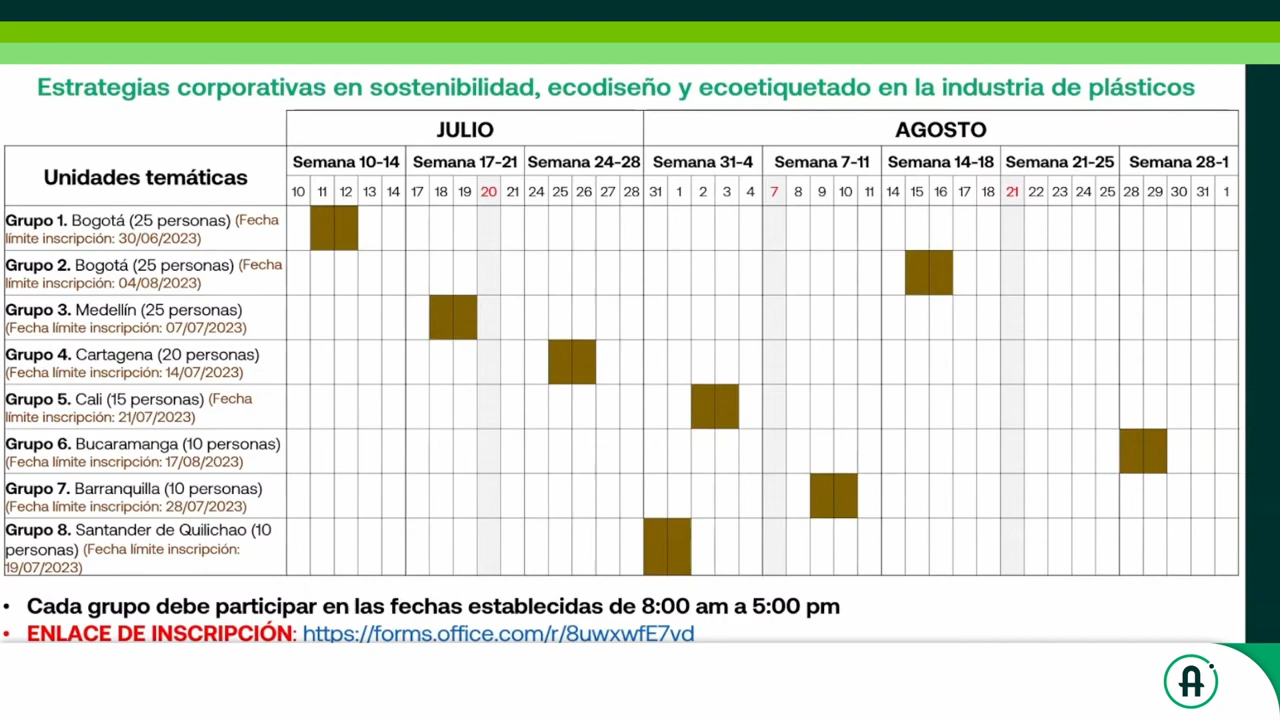 Estrategias corporativas en sostenibilidad, ecodiseño y ecoetiquetado en la industria de plásticos
JULIO AGOSTO
Unidades temáticas
Semana 10-14 Semana 17-21 Semana 24-28 Semana 31-4 Semana 7-11 Semana 14-18 Semana 21-25 Semana 28-1
10 11 12 13 14 17 18 19 20 21 24 25 26 27 28 31 1 2 3 4 7 8 9 10 11 14 15 16 17 18 21 22 23 24 25 28 29 30 31 1
Grupo 1. Bogotá (25 personas) (Fecha
límite inscripción: 30/06/2023)
Grupo 2. Bogotá (25 personas) (Fecha
límite inscripción: 04/08/2023)
Grupo 3. Medellín (25 personas)
(Fecha límite inscripción: 07/07/2023)
Grupo 4. Cartagena (20 personas)
(Fecha límite inscripción: 14/07/2023)
Grupo 5. Cali (15 personas) (Fecha
límite inscripción: 21/07/2023)
Grupo 6. Bucaramanga (10 personas)
(Fecha límite inscripción: 17/08/2023)
Grupo 7. Barranquilla (10 personas)
(Fecha límite inscripción: 28/07/2023)
Grupo 8. Santander de Quilichao (10
personas) (Fecha límite inscripción:
19/07/2023)
• Cada grupo debe participar en las fechas establecidas de 8:00 am a 5:00 pm
• ENLACE DE INSCRIPCIÓN: https://forms.office.com/r/8uwxwfE7vd
A